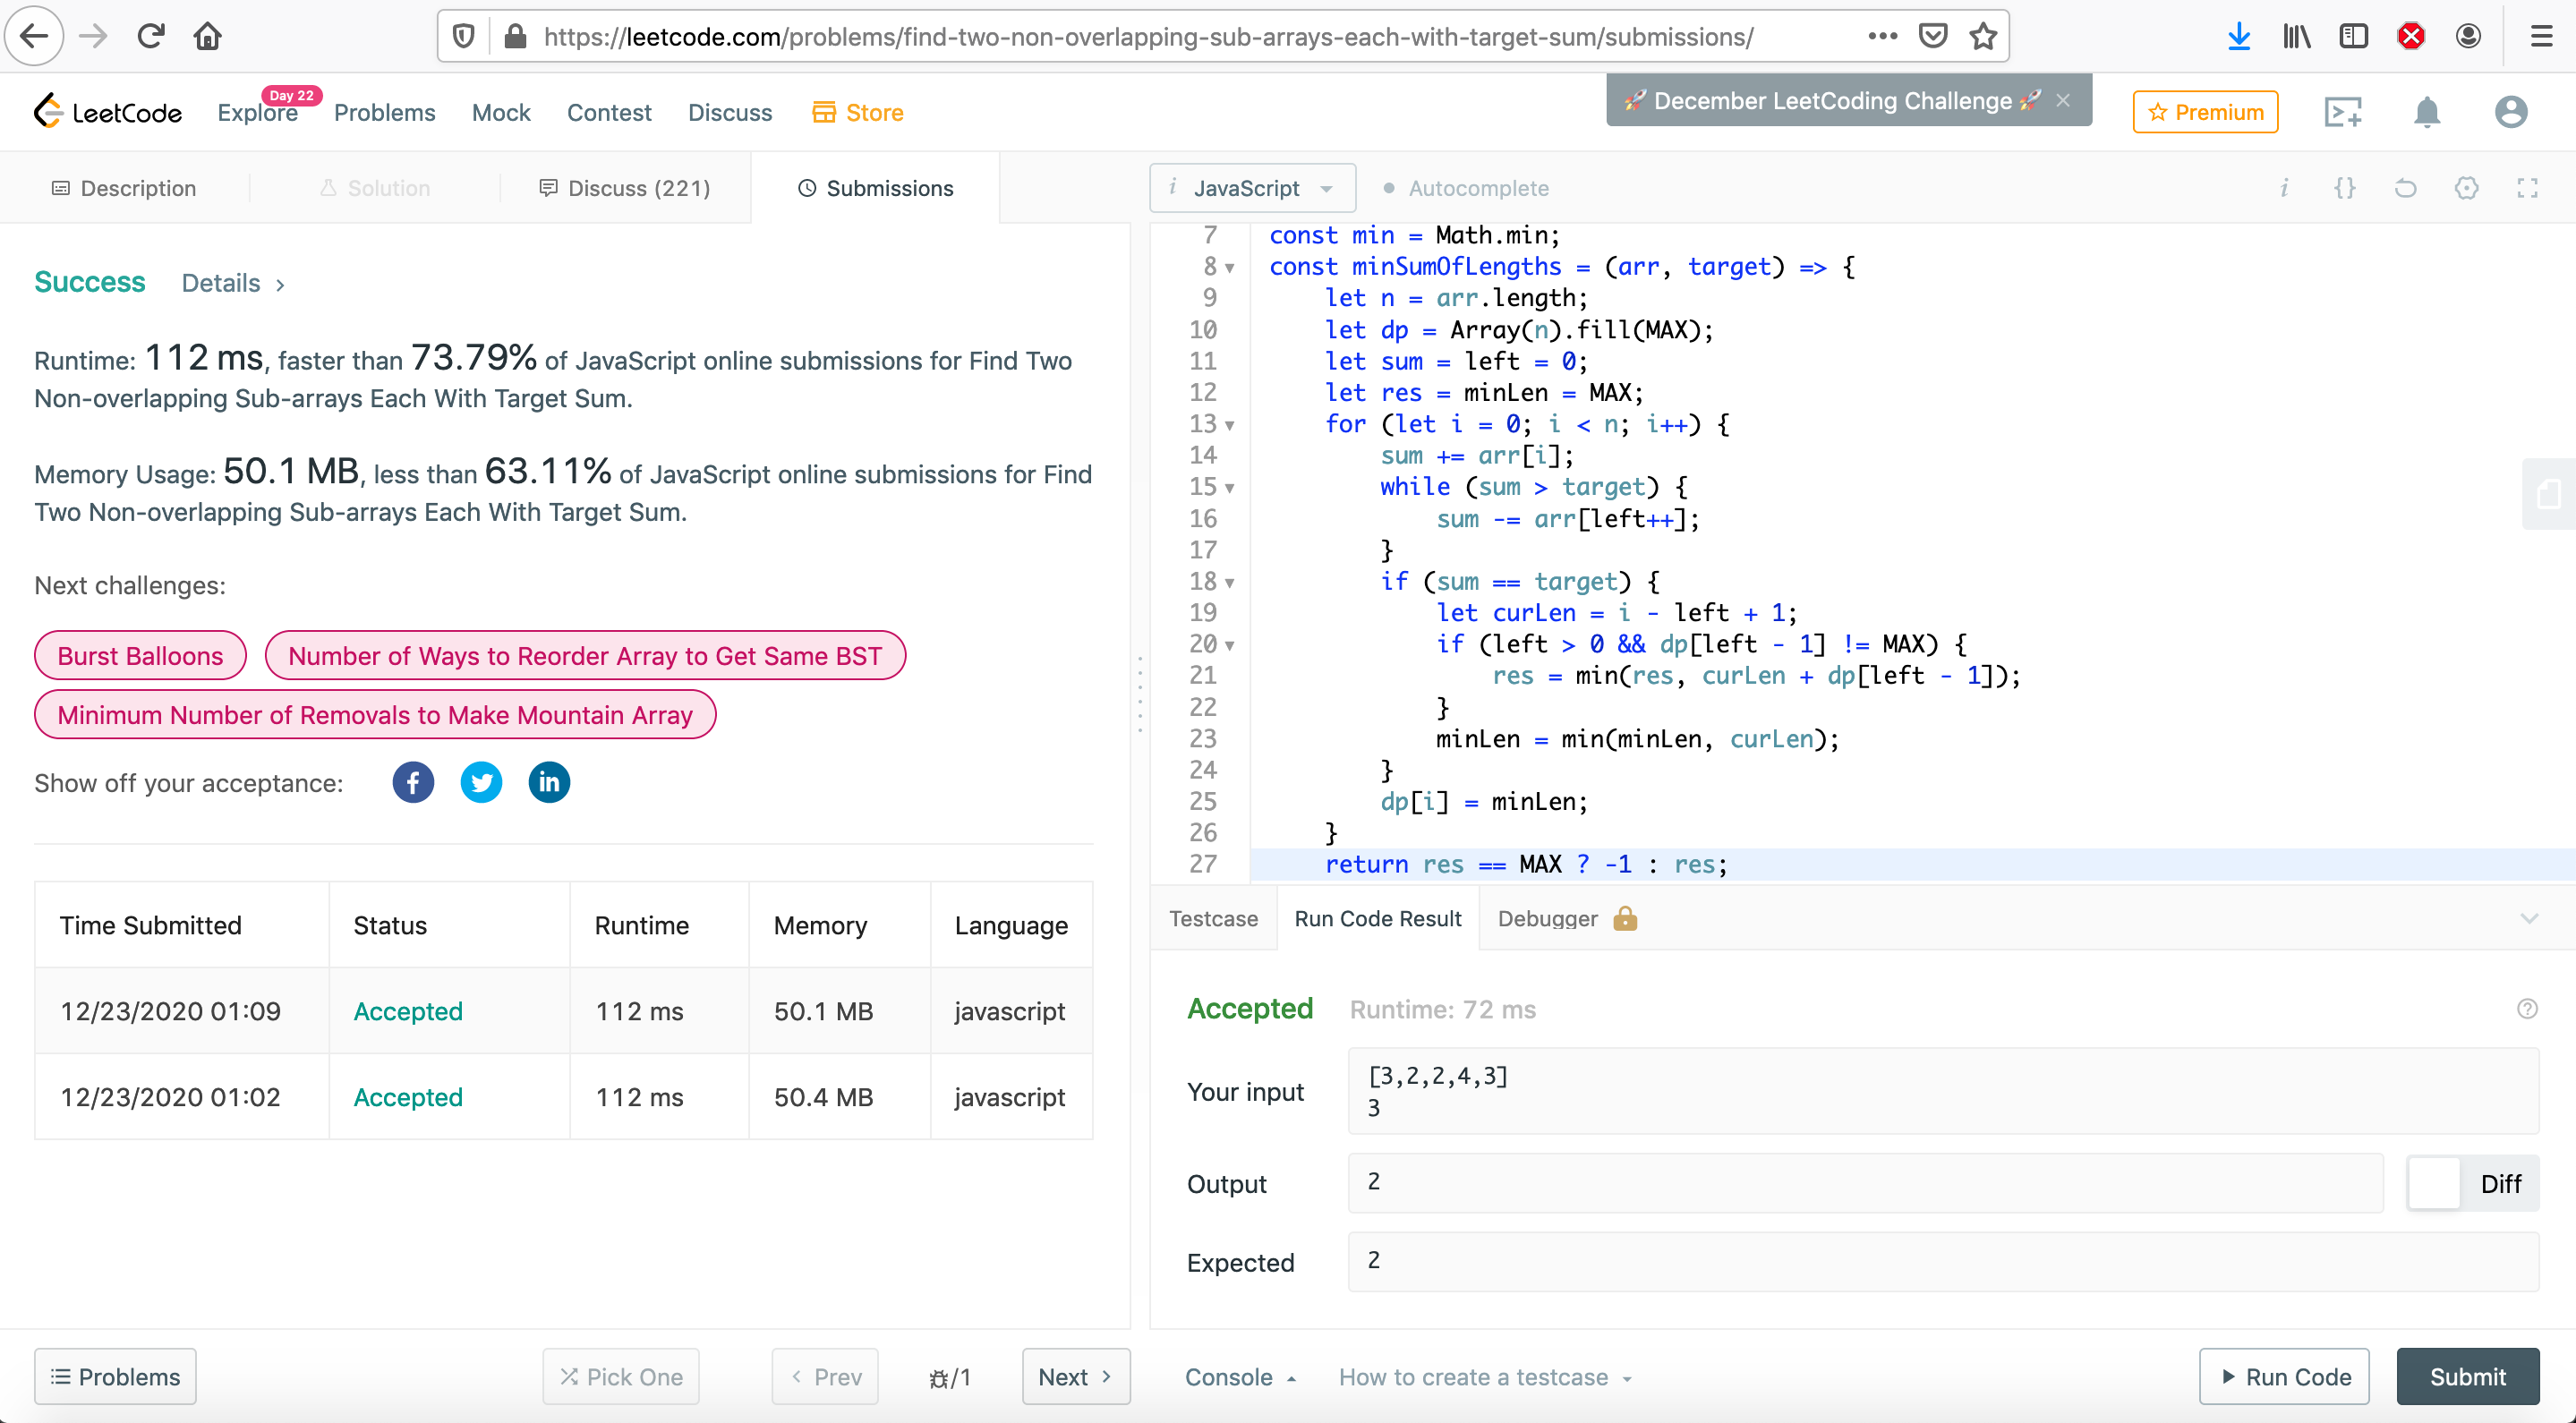 https://leetcode.com/problems/find-two-non-overlapping-sub-arrays-each-with-target-sum/submissions/
LeetCode
Explore
Day 22
Problems
Mock
Contest
Discuss
Store
🚀 December LeetCoding Challenge 🚀 ×
Premium
Description
Solution
Discuss (221)
Submissions
Success Details >
Runtime: 112 ms, faster than 73.79% of JavaScript online submissions for Find Two
Non-overlapping Sub-arrays Each With Target Sum.
Memory Usage: 50.1 MB, less than 63.11% of JavaScript online submissions for Find
Two Non-overlapping Sub-arrays Each With Target Sum.
Next challenges:
Burst Balloons
Number of Ways to Reorder Array to Get Same BST
Minimum Number of Removals to Make Mountain Array
Show off your acceptance:
Time Submitted Status Runtime Memory Language
12/23/2020 01:09 Accepted 112 ms 50.1 MB javascript
12/23/2020 01:02 Accepted 112 ms 50.4 MB javascript
i JavaScript
Autocomplete
i {}
7 const min = Math.min;
8 const minSumOfLengths = (arr, target) => {
9 let n = arr.length;
10 let dp = Array(n).fill(MAX);
11 let sum = left = 0;
12 let res = minLen = MAX;
13 for (let i = 0; i < n; i++) {
14 sum += arr[i];
15 while (sum > target) {
16 sum -= arr[left++];
17 }
18 if (sum == target) {
19 let curLen = i - left + 1;
20 if (left > 0 && dp[left - 1] != MAX) {
21 res = min(res, curLen + dp[left - 1]);
22 }
23 minLen = min(minLen, curLen);
24 }
25 dp[i] = minLen;
26 }
27 return res == MAX ? -1 : res;
Testcase
Run Code Result
Debugger
Accepted Runtime: 72 ms
Your input
[3,2,2,4,3]
3
Output
2
Diff
Expected
2
Problems
Pick One
< Prev
/1
Next >
Console
How to create a testcase
Run Code
Submit